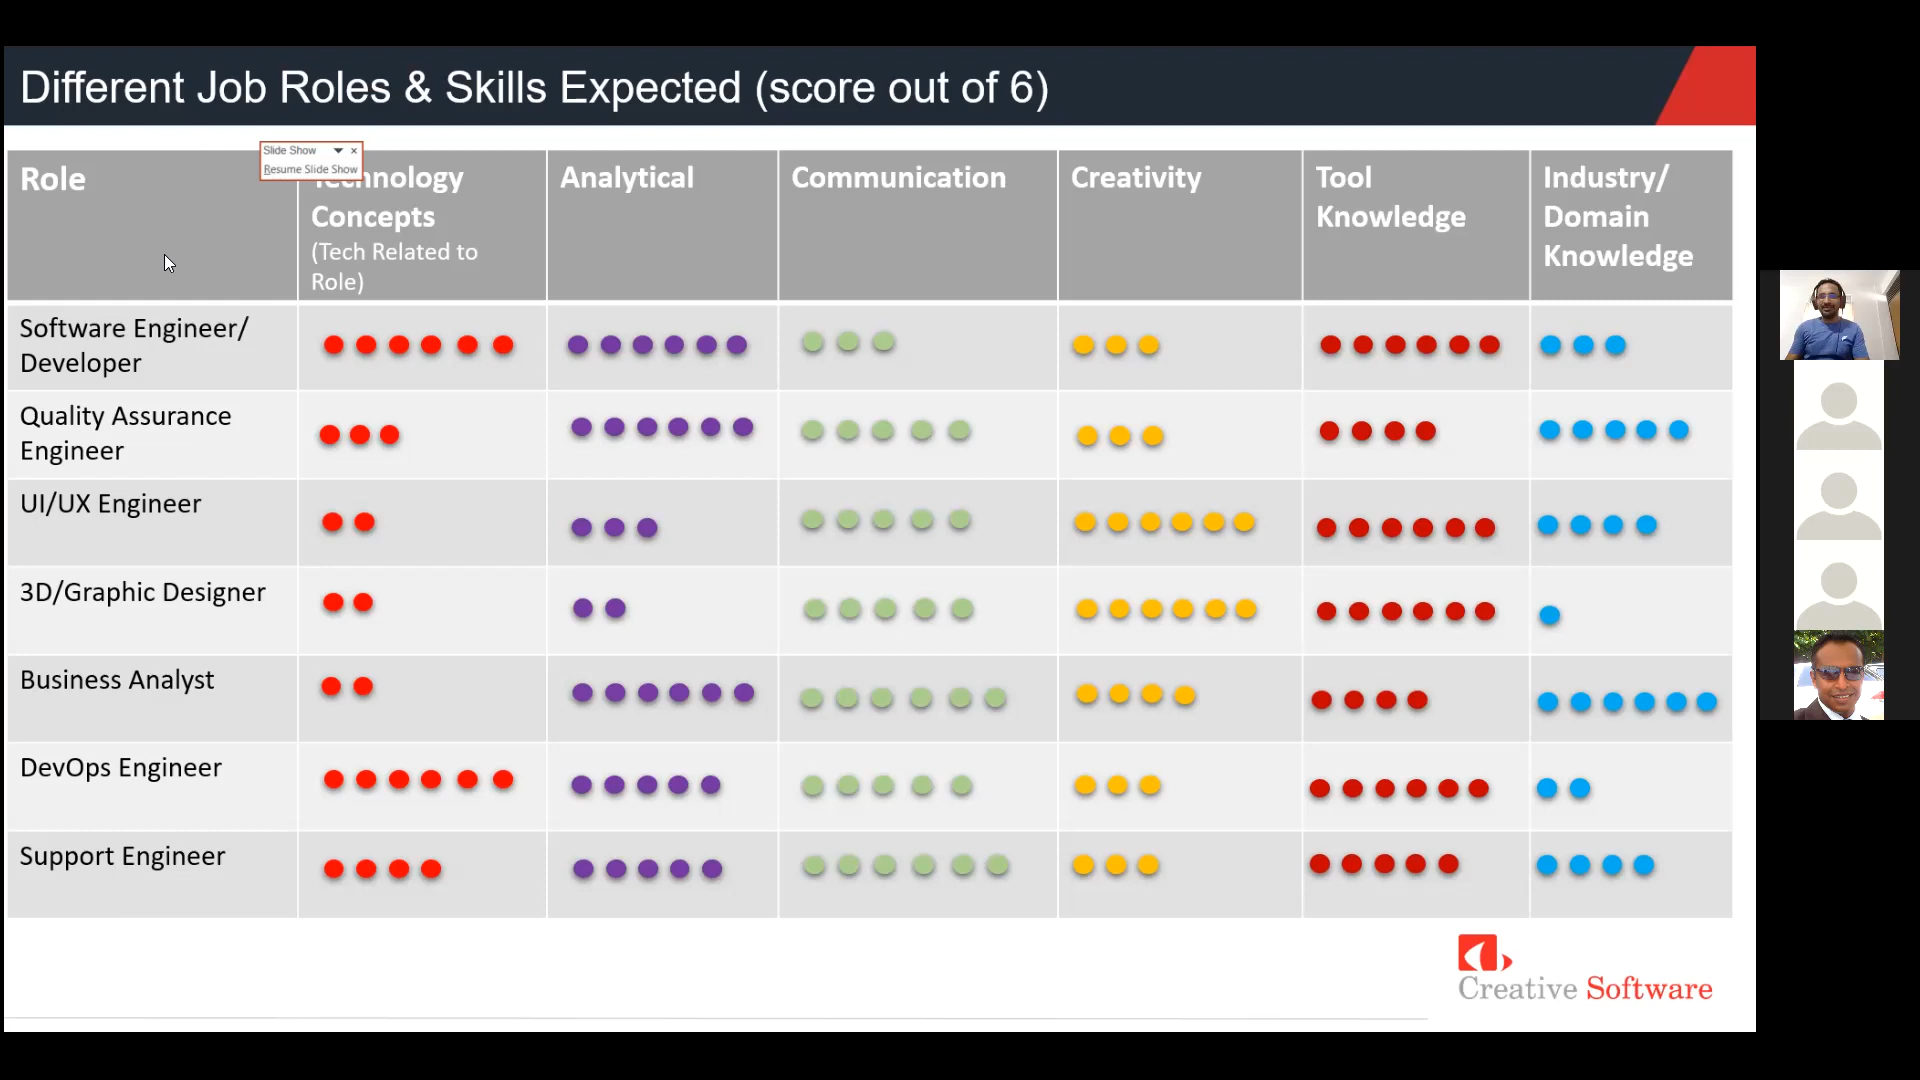 Different Job Roles & Skills Expected (score out of 6)
Slide Show
Resume Slide Show
Role
Technology
Concepts
(Tech Related to
Role)
Analytical
Communication
Creativity
Tool
Knowledge
Industry/
Domain
Knowledge
Software Engineer/
Developer
Quality Assurance
Engineer
UI/UX Engineer
3D/Graphic Designer
Business Analyst
DevOps Engineer
Support Engineer
Creative Software